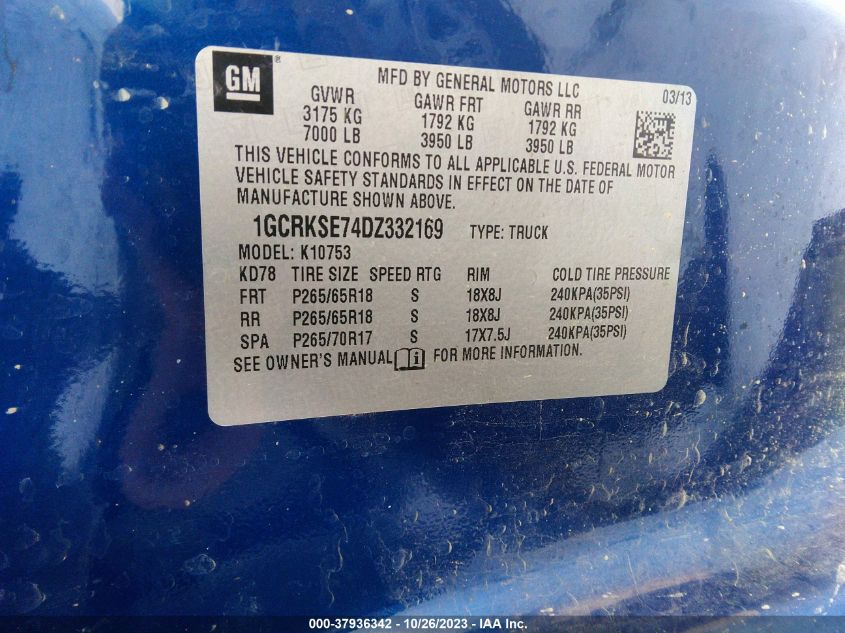 GM ®
MFD BY GENERAL MOTORS LLC 03/13
GVWR GAWR FRT GAWR RR
3175 KG 1792 KG 1792 KG
7000 LB 3950 LB 3950 LB
THIS VEHICLE CONFORMS TO ALL APPLICABLE U.S. FEDERAL MOTOR
VEHICLE SAFETY STANDARDS IN EFFECT ON THE DATE OF
MANUFACTURE SHOWN ABOVE.
1GCRKSE74DZ332169 TYPE: TRUCK
MODEL: K10753
KD78 TIRE SIZE SPEED RTG RIM COLD TIRE PRESSURE
FRT P265/65R18 S 18X8J 240KPA(35PSI)
RR P265/65R18 S 18X8J 240KPA(35PSI)
SPA P265/70R17 S 17X7.5J 240KPA(35PSI)
SEE OWNER'S MANUAL FOR MORE INFORMATION.
000-37936342 - 10/26/2023 - IAA Inc.